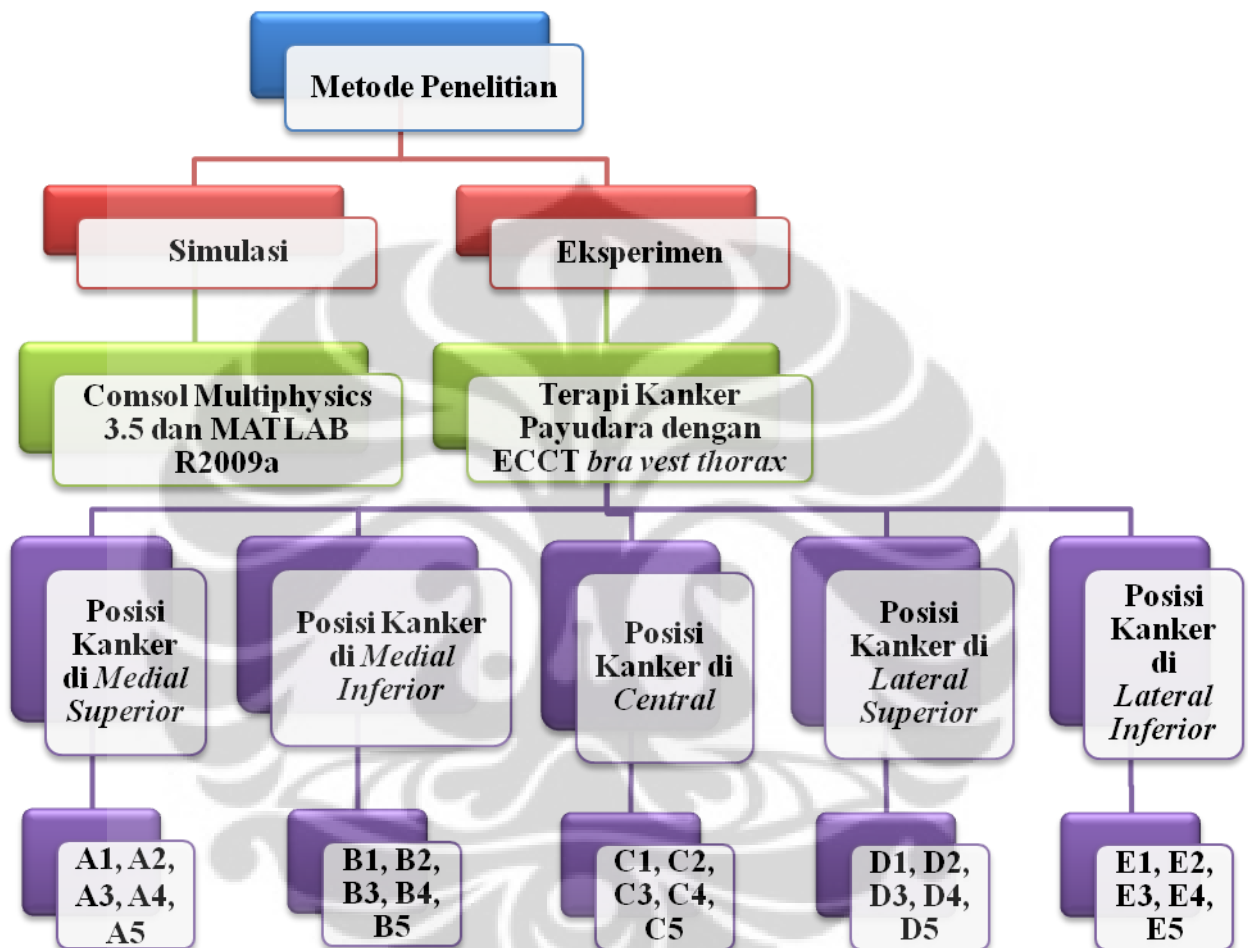 Metode Penelitian
Simulasi
Eksperimen
Comsol Multiphysics
3.5 dan MATLAB
R2009a
Terapi Kanker
Payudara dengan
ECCT bra vest thorax
Posisi
Kanker
di Medial
Superior
Posisi Kanker
di Medial
Inferior
Posisi
Kanker di
Central
Posisi
Kanker di
Lateral
Superior
Posisi
Kanker
di
Lateral
Inferior
A1, A2,
A3, A4,
A5
B1, B2,
B3, B4,
B5
C1, C2,
C3, C4,
C5
D1, D2,
D3, D4,
D5
E1, E2,
E3, E4,
E5